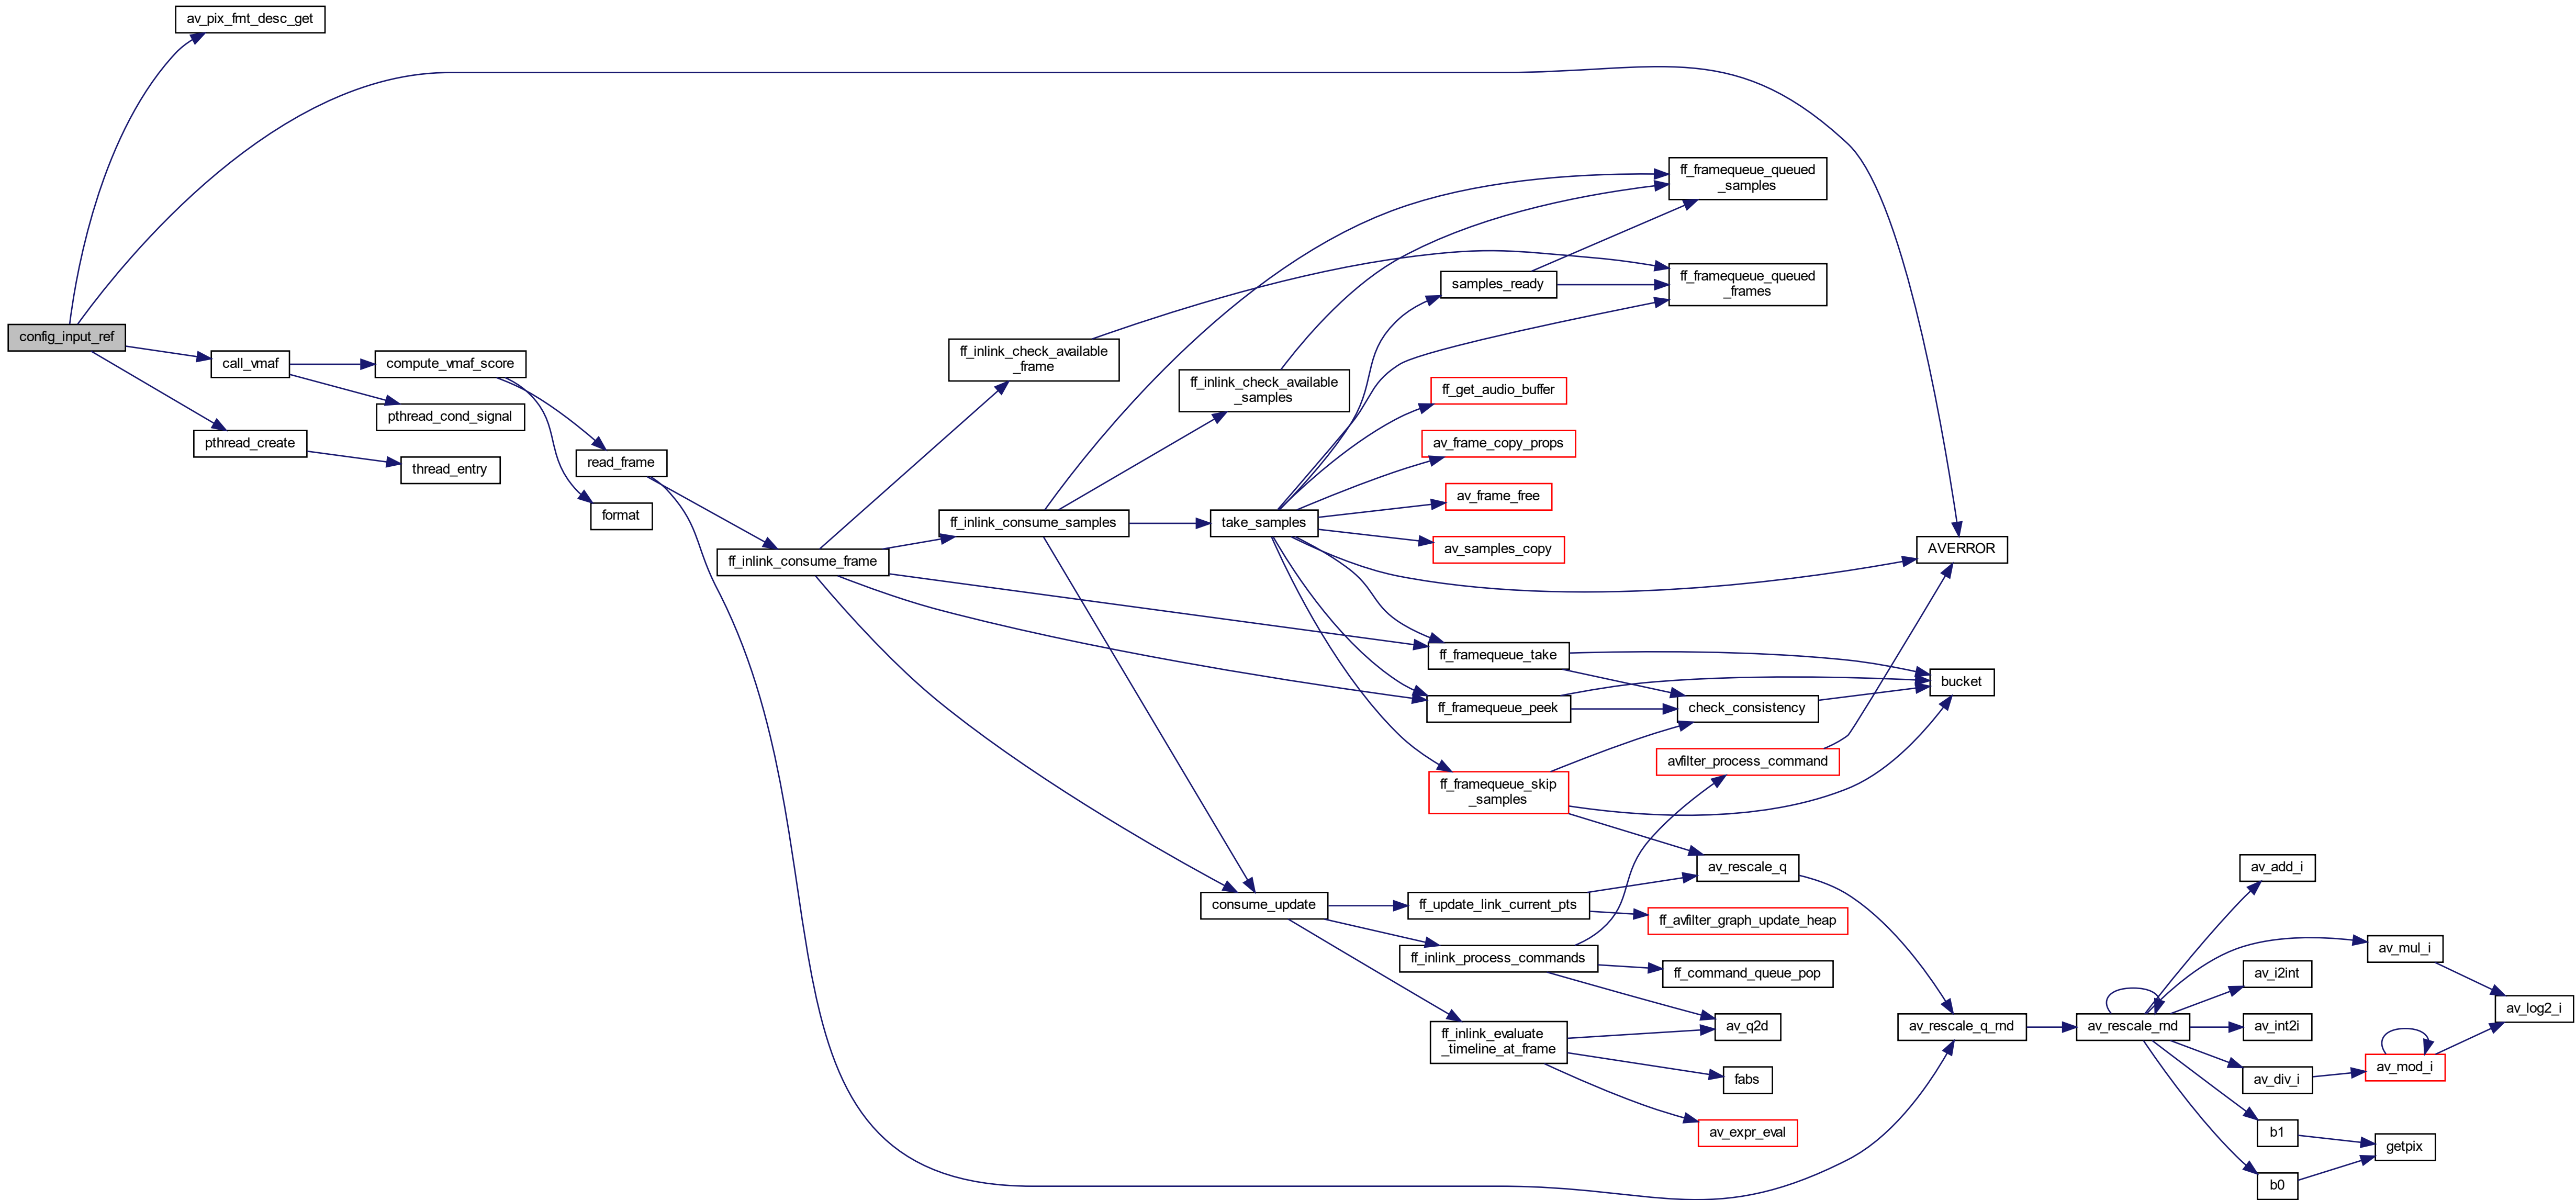 av_pix_fmt_desc_get
config_input_ref
call_vmaf
pthread_create
compute_vmaf_score
pthread_cond_signal
thread_entry
read_frame
format
ff_inlink_consume_frame
ff_inlink_check_available
_frame
ff_inlink_consume_samples
ff_inlink_check_available
_samples
take_samples
consume_update
samples_ready
ff_get_audio_buffer
av_frame_copy_props
av_frame_free
av_samples_copy
ff_framequeue_take
ff_framequeue_peek
ff_framequeue_skip
_samples
ff_update_link_current_pts
ff_inlink_process_commands
ff_inlink_evaluate
_timeline_at_frame
ff_framequeue_queued
_samples
ff_framequeue_queued
_frames
check_consistency
avfilter_process_command
av_rescale_q
ff_avfilter_graph_update_heap
ff_command_queue_pop
av_q2d
fabs
av_expr_eval
AVERROR
bucket
av_rescale_q_rnd
av_rescale_rnd
av_add_i
av_mul_i
av_i2int
av_int2i
av_div_i
b1
b0
av_mod_i
getpix
av_log2_i